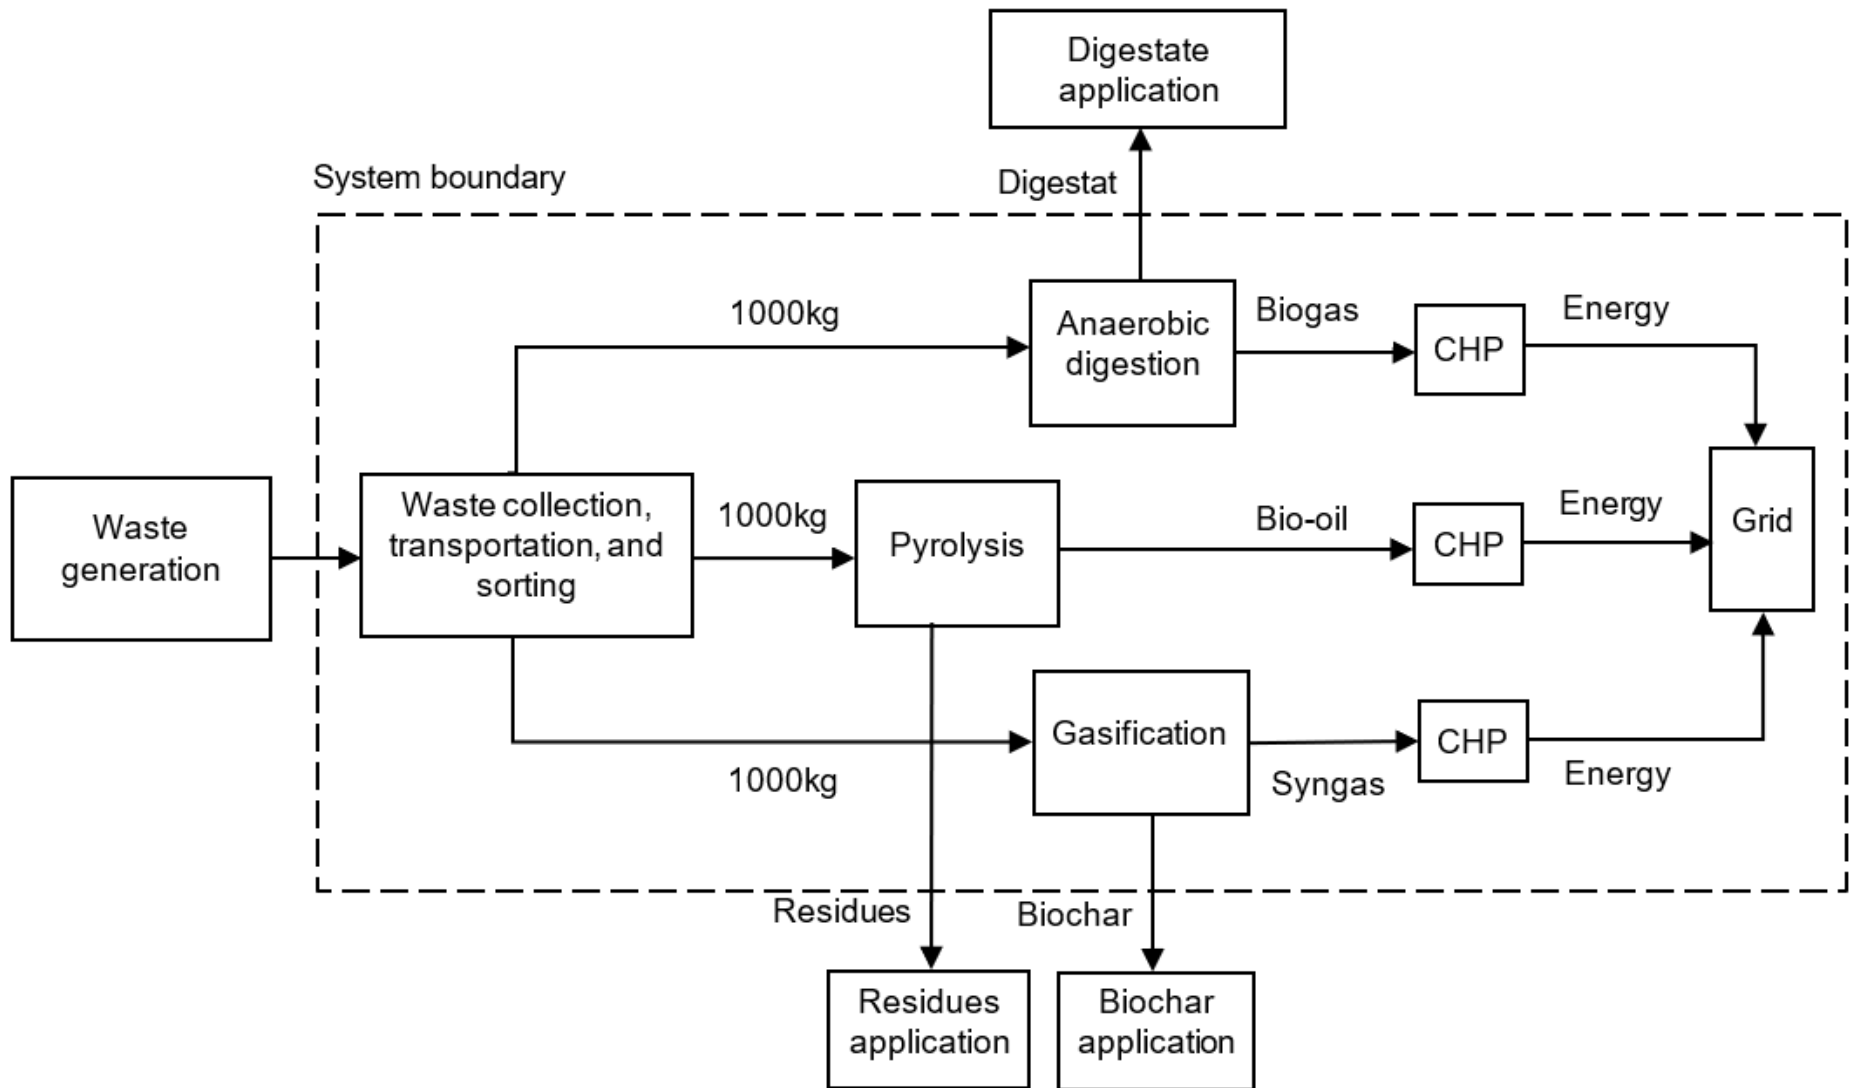 Digestate
application
System boundary
Digestat
1000kg
Anaerobic
digestion
Biogas
CHP
Energy
Waste
generation
Waste collection,
transportation, and
sorting
1000kg
Pyrolysis
Bio-oil
CHP
Energy
Grid
1000kg
Gasification
Syngas
CHP
Energy
Residues
Biochar
Residues
application
Biochar
application